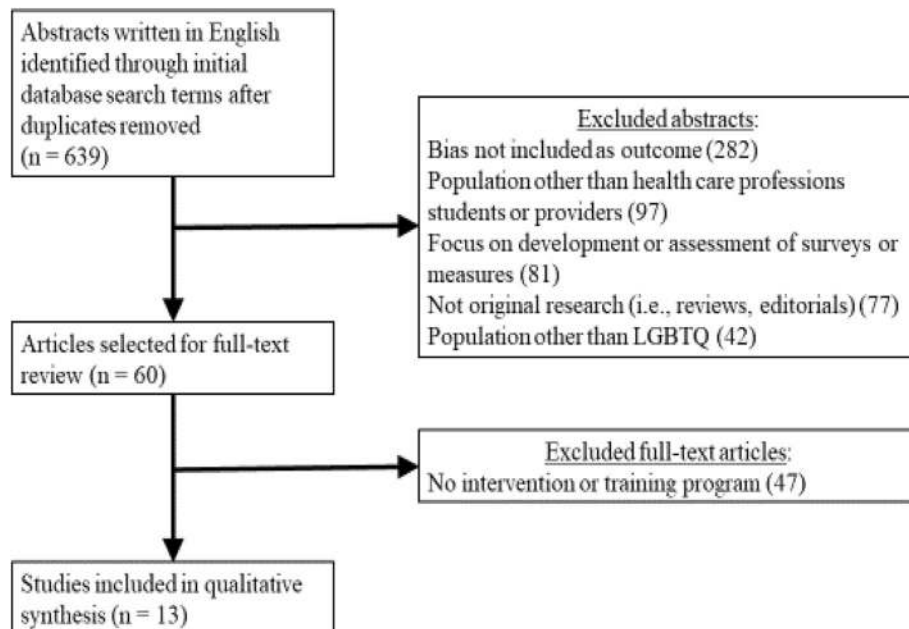 Abstracts written in English
identified through initial
database search terms after
duplicates removed
(n = 639)
Excluded abstracts:
Bias not included as outcome (282)
Population other than health care professions
students or providers (97)
Focus on development or assessment of surveys or
measures (81)
Not original research (i.e., reviews, editorials) (77)
Population other than LGBTQ (42)
Articles selected for full-text
review (n = 60)
Excluded full-text articles:
No intervention or training program (47)
Studies included in qualitative
synthesis (n = 13)